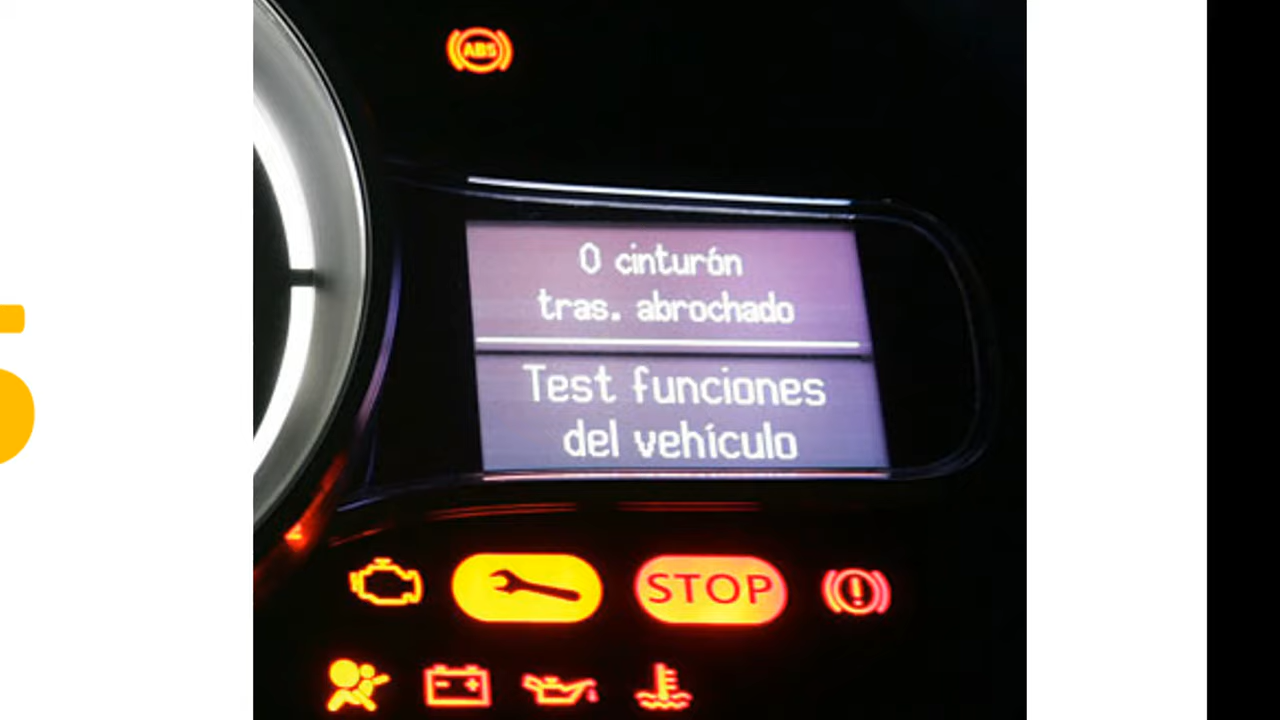 ABS
0 cinturón
tras. abrochado
Test funciones
del vehículo
STOP